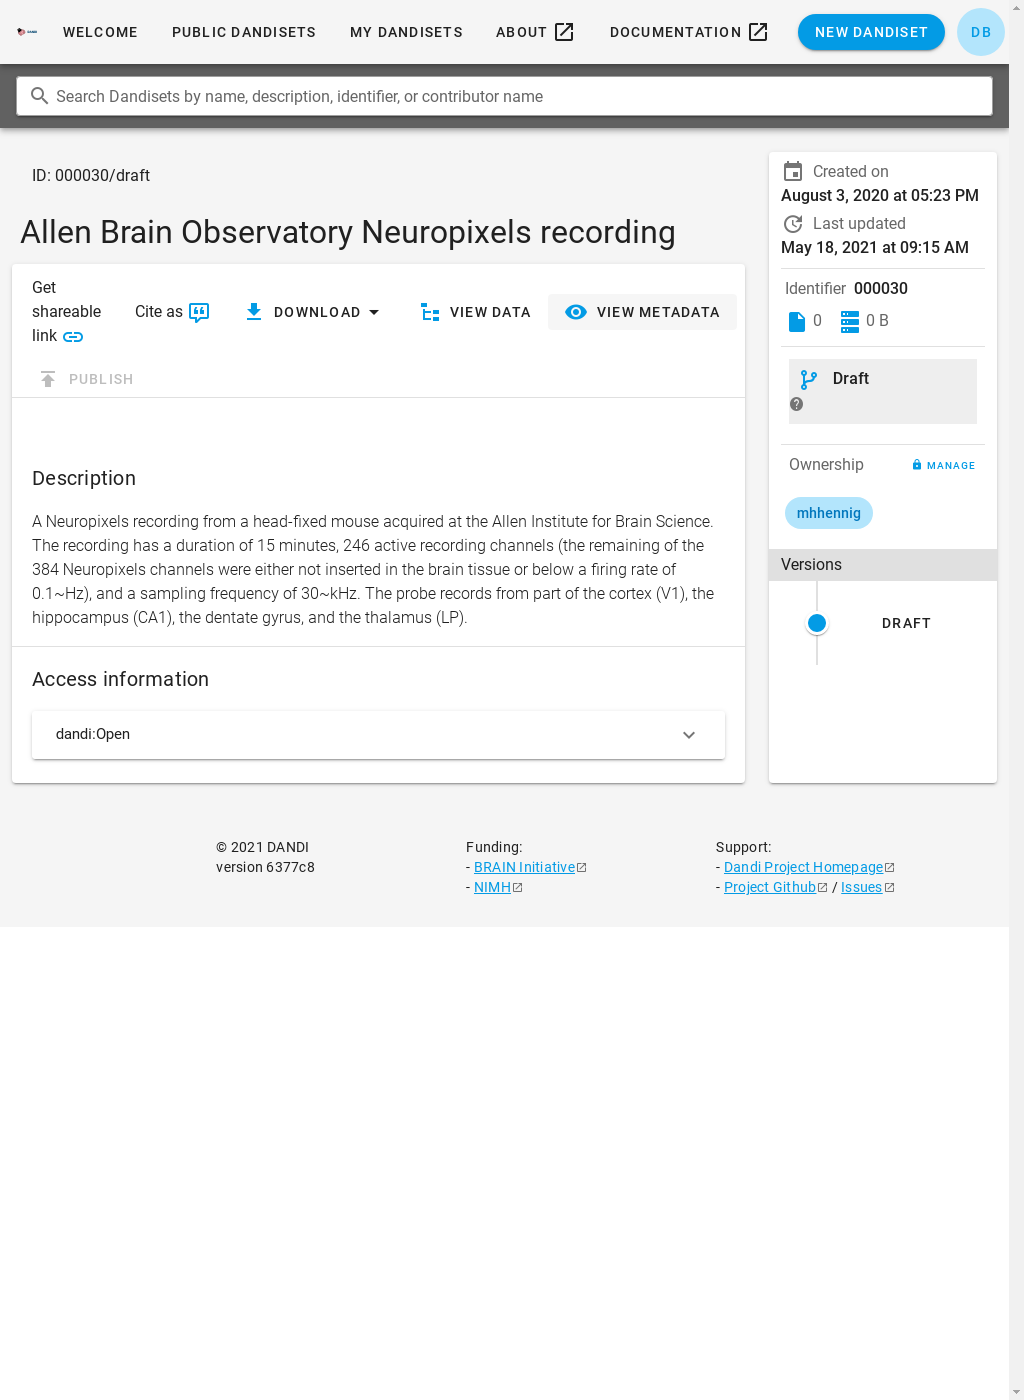 WELCOME PUBLIC DANDISETS MY DANDISETS ABOUT DOCUMENTATION NEW DANDISET DB
Search Dandisets by name, description, identifier, or contributor name
ID: 000030/draft
Allen Brain Observatory Neuropixels recording
Get
shareable
link
Cite as
DOWNLOAD
VIEW DATA
VIEW METADATA
PUBLISH
Description
A Neuropixels recording from a head-fixed mouse acquired at the Allen Institute for Brain Science.
The recording has a duration of 15 minutes, 246 active recording channels (the remaining of the
384 Neuropixels channels were either not inserted in the brain tissue or below a firing rate of
0.1~Hz), and a sampling frequency of 30~kHz. The probe records from part of the cortex (V1), the
hippocampus (CA1), the dentate gyrus, and the thalamus (LP).
Access information
dandi:Open
Created on
August 3, 2020 at 05:23 PM
Last updated
May 18, 2021 at 09:15 AM
Identifier 000030
0 0 B
Draft
?
Ownership MANAGE
mhhennig
Versions
DRAFT
© 2021 DANDI
version 6377c8
Funding:
- BRAIN Initiative
- NIMH
Support:
- Dandi Project Homepage
- Project Github / Issues